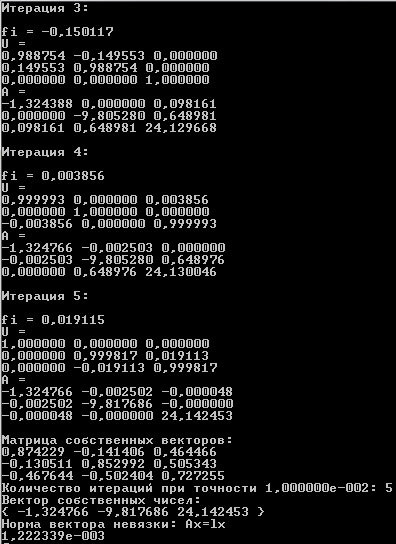 Итерация 3:
fi = -0,150117
U =
0,988754 -0,149553 0,000000
0,149553 0,988754 0,000000
0,000000 0,000000 1,000000
A =
-1,324388 0,000000 0,098161
0,000000 -9,805280 0,648981
0,098161 0,648981 24,129668
Итерация 4:
fi = 0,003856
U =
0,999993 0,000000 0,003856
0,000000 1,000000 0,000000
-0,003856 0,000000 0,999993
A =
-1,324766 -0,002503 0,000000
-0,002503 -9,805280 0,648976
0,000000 0,648976 24,130046
Итерация 5:
fi = 0,019115
U =
1,000000 0,000000 0,000000
0,000000 0,999817 0,019113
0,000000 -0,019113 0,999817
A =
-1,324766 -0,002502 -0,000048
-0,002502 -9,817686 -0,000000
-0,000048 -0,000000 24,142453
Матрица собственных векторов:
0,874229 -0,141406 0,464466
-0,130511 0,852992 0,505343
-0,467644 -0,502404 0,727255
Количество итераций при точности 1,000000e-002: 5
Вектор собственных чисел:
{ -1,324766 -9,817686 24,142453 }
Норма вектора невязки: Ax=lx
1,222339e-003